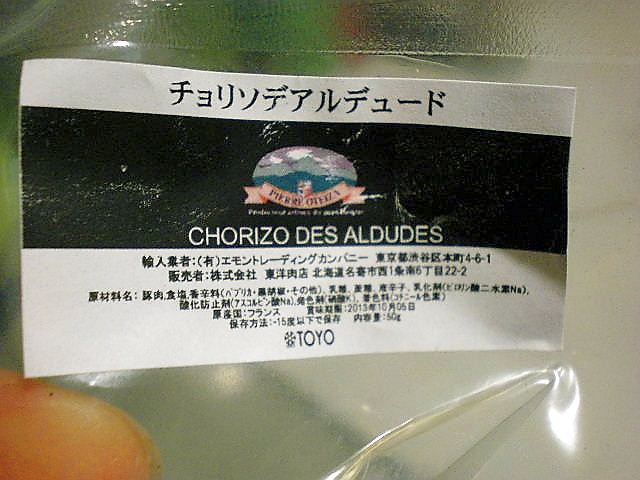 チョリソデアルデュード
PIERRE OTEIZA
CHORIZO DES ALDUDES
輸入業者:(有)エモントレーディングカンパニー 東京都渋谷区本町4-6-1
販売者:株式会社 東洋肉店 北海道名寄市西1条南6丁目22-2
原材料名: 豚肉,食塩,香辛料(パプリカ・黒胡椒・その他)、乳糖、蔗糖、唐辛子、乳化剤(ピロリン酸二水素Na)、
酸化防止剤(アスコルビン酸Na),発色剤(硝酸K)、着色料(コチニール色素)
原産国:フランス 賞味期限:2013年10月05日
保存方法:-15度以下で保存 内容量:50g
TOYO